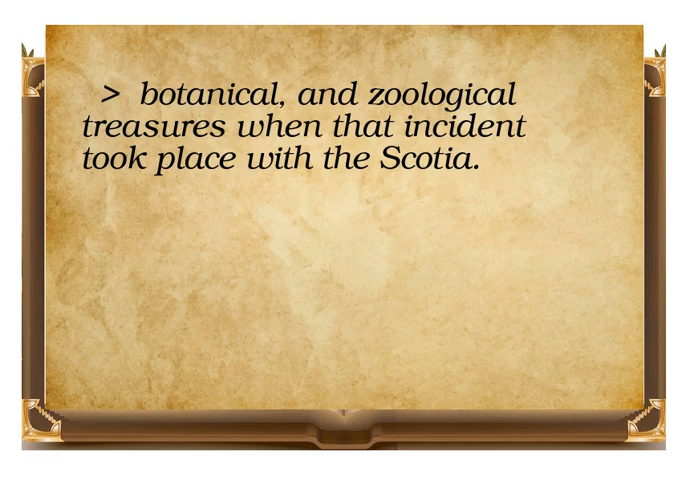 > botanical, and zoological
treasures when that incident
took place with the Scotia.